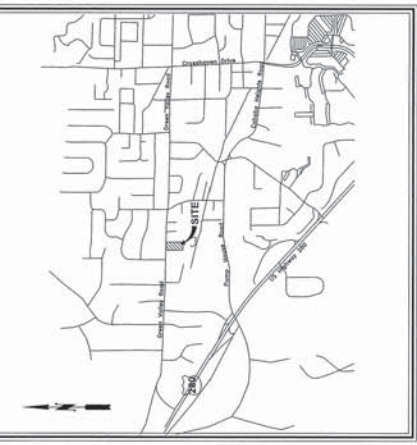 Crosshaven Drive
Green Valley Road
Cahaba Heights Road
SITE
Pump House Road
US Highway 280
Green Valley Road
280
N